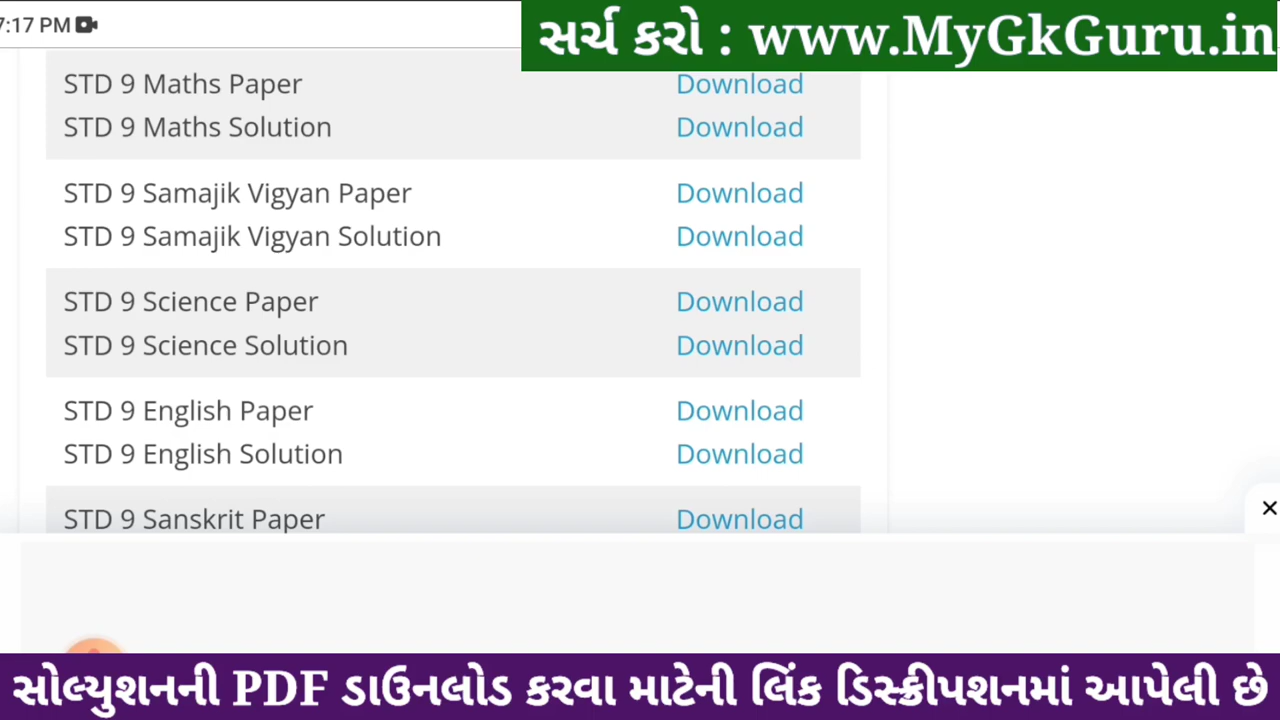 7:17 PM
સર્ચ કરો : www.MyGkGuru.in
STD 9 Maths Paper Download
STD 9 Maths Solution Download
STD 9 Samajik Vigyan Paper Download
STD 9 Samajik Vigyan Solution Download
STD 9 Science Paper Download
STD 9 Science Solution Download
STD 9 English Paper Download
STD 9 English Solution Download
STD 9 Sanskrit Paper Download
સોલ્યુશનની PDF ડાઉનલોડ કરવા માટેની લિંક ડિસ્ક્રીપશનમાં આપેલી છે